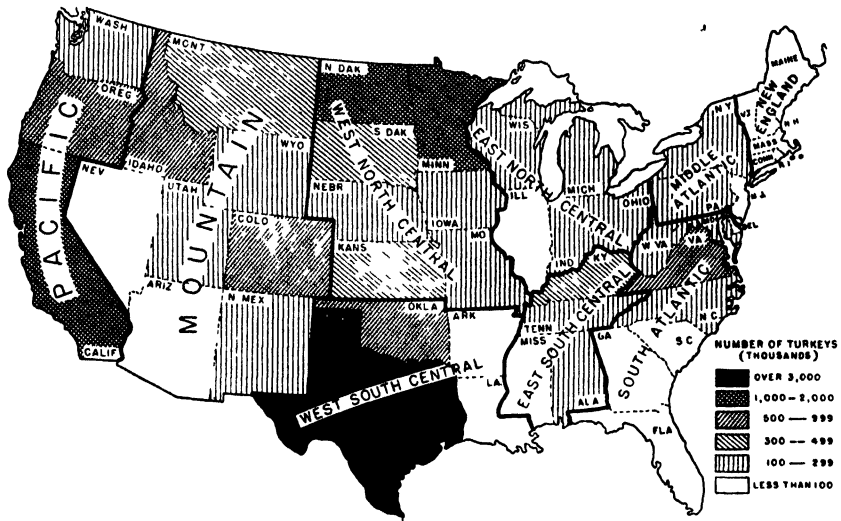 WASH
MONT
N DAK
MINN
OREG
IDAHO
WYO
S DAK
WIS
MICH
N Y
VT
N H
MAINE
MASS
CONN
R I
NEV
UTAH
COLO
NEBR
IOWA
ILL
IND
OHIO
PA
N J
DEL
KANS
MO
KY
W VA
VA
CALIF
ARIZ
N MEX
OKLA
ARK
TENN
N C
MISS
ALA
GA
S C
LA
FLA
PACIFIC
MOUNTAIN
WEST NORTH CENTRAL
EAST NORTH CENTRAL
MIDDLE
ATLANTIC
NEW
ENGLAND
WEST SOUTH CENTRAL
EAST SOUTH CENTRAL
SOUTH ATLANTIC
NUMBER OF TURKEYS
(THOUSANDS)
OVER 3,000
1,000–2,000
500 — 999
300 — 499
100 — 299
LESS THAN 100